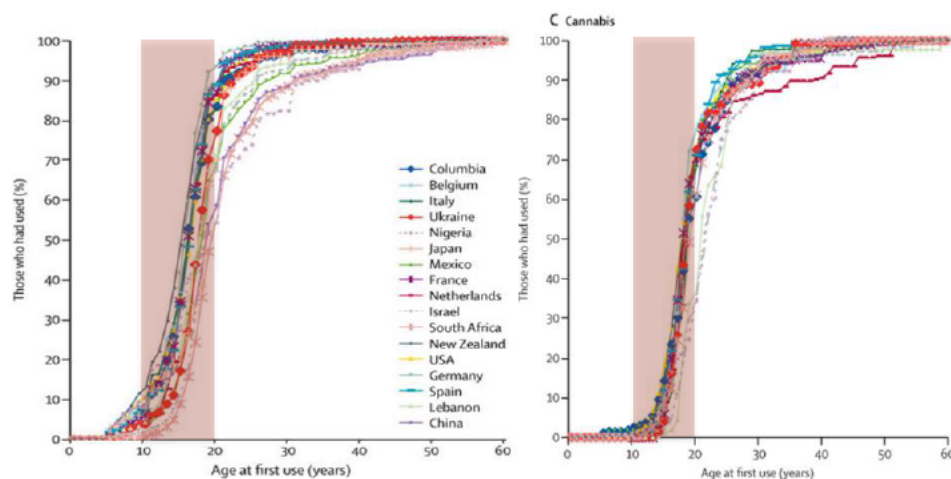 C Cannabis
100
90
80
70
60
50
40
30
20
10
0
Those who had used (%)
0 10 20 30 40 50 60
Age at first use (years)
Columbia
Belgium
Italy
Ukraine
Nigeria
Japan
Mexico
France
Netherlands
Israel
South Africa
New Zealand
USA
Germany
Spain
Lebanon
China
100
90
80
70
60
50
40
30
20
10
0
Those who had used (%)
0 10 20 30 40 50 60
Age at first use (years)